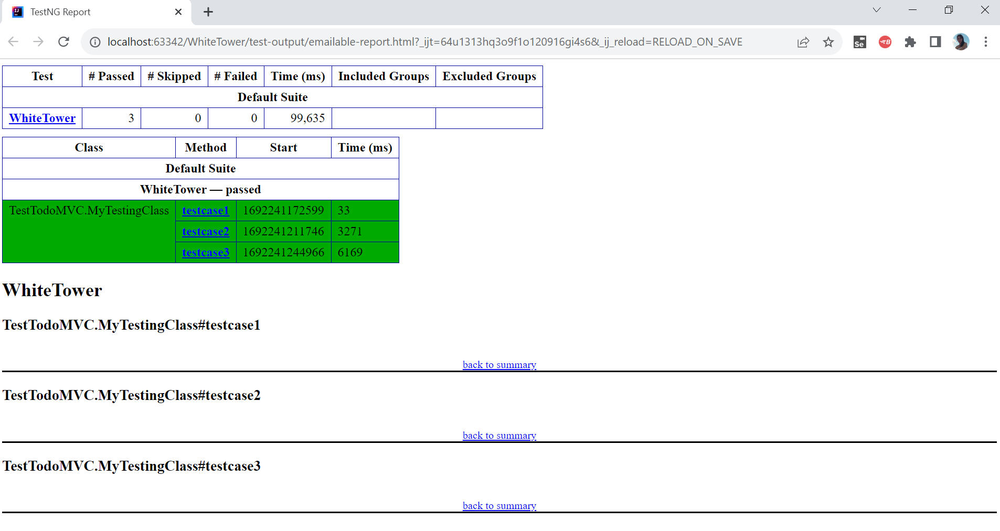 TestNG Report
localhost:63342/WhiteTower/test-output/emailable-report.html?_ijt=64u1313hq3o9f1o120916gi4s6&_ij_reload=RELOAD_ON_SAVE
Test # Passed # Skipped # Failed Time (ms) Included Groups Excluded Groups
Default Suite
WhiteTower 3 0 0 99,635
Class Method Start Time (ms)
Default Suite
WhiteTower — passed
TestTodoMVC.MyTestingClass testcase1 1692241172599 33
testcase2 1692241211746 3271
testcase3 1692241244966 6169
WhiteTower
TestTodoMVC.MyTestingClass#testcase1
back to summary
TestTodoMVC.MyTestingClass#testcase2
back to summary
TestTodoMVC.MyTestingClass#testcase3
back to summary